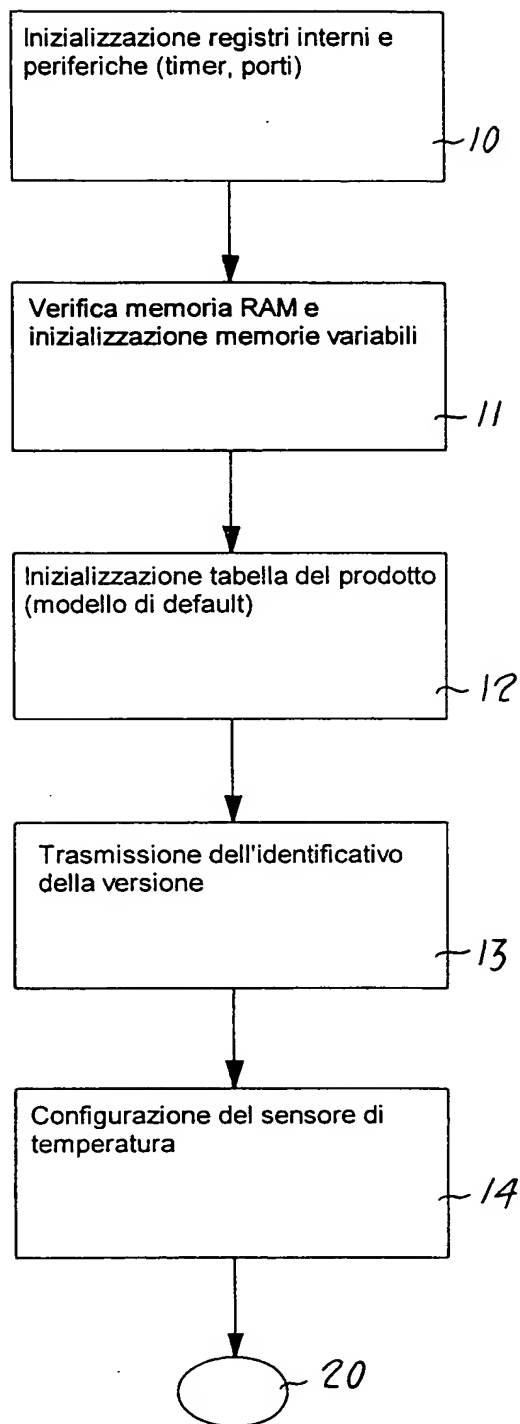 Inizializzazione registri interni e
periferiche (timer, porti)
10
Verifica memoria RAM e
inizializzazione memorie variabili
11
Inizializzazione tabella del prodotto
(modello di default)
12
Trasmissione dell'identificativo
della versione
13
Configurazione del sensore di
temperatura
14
20